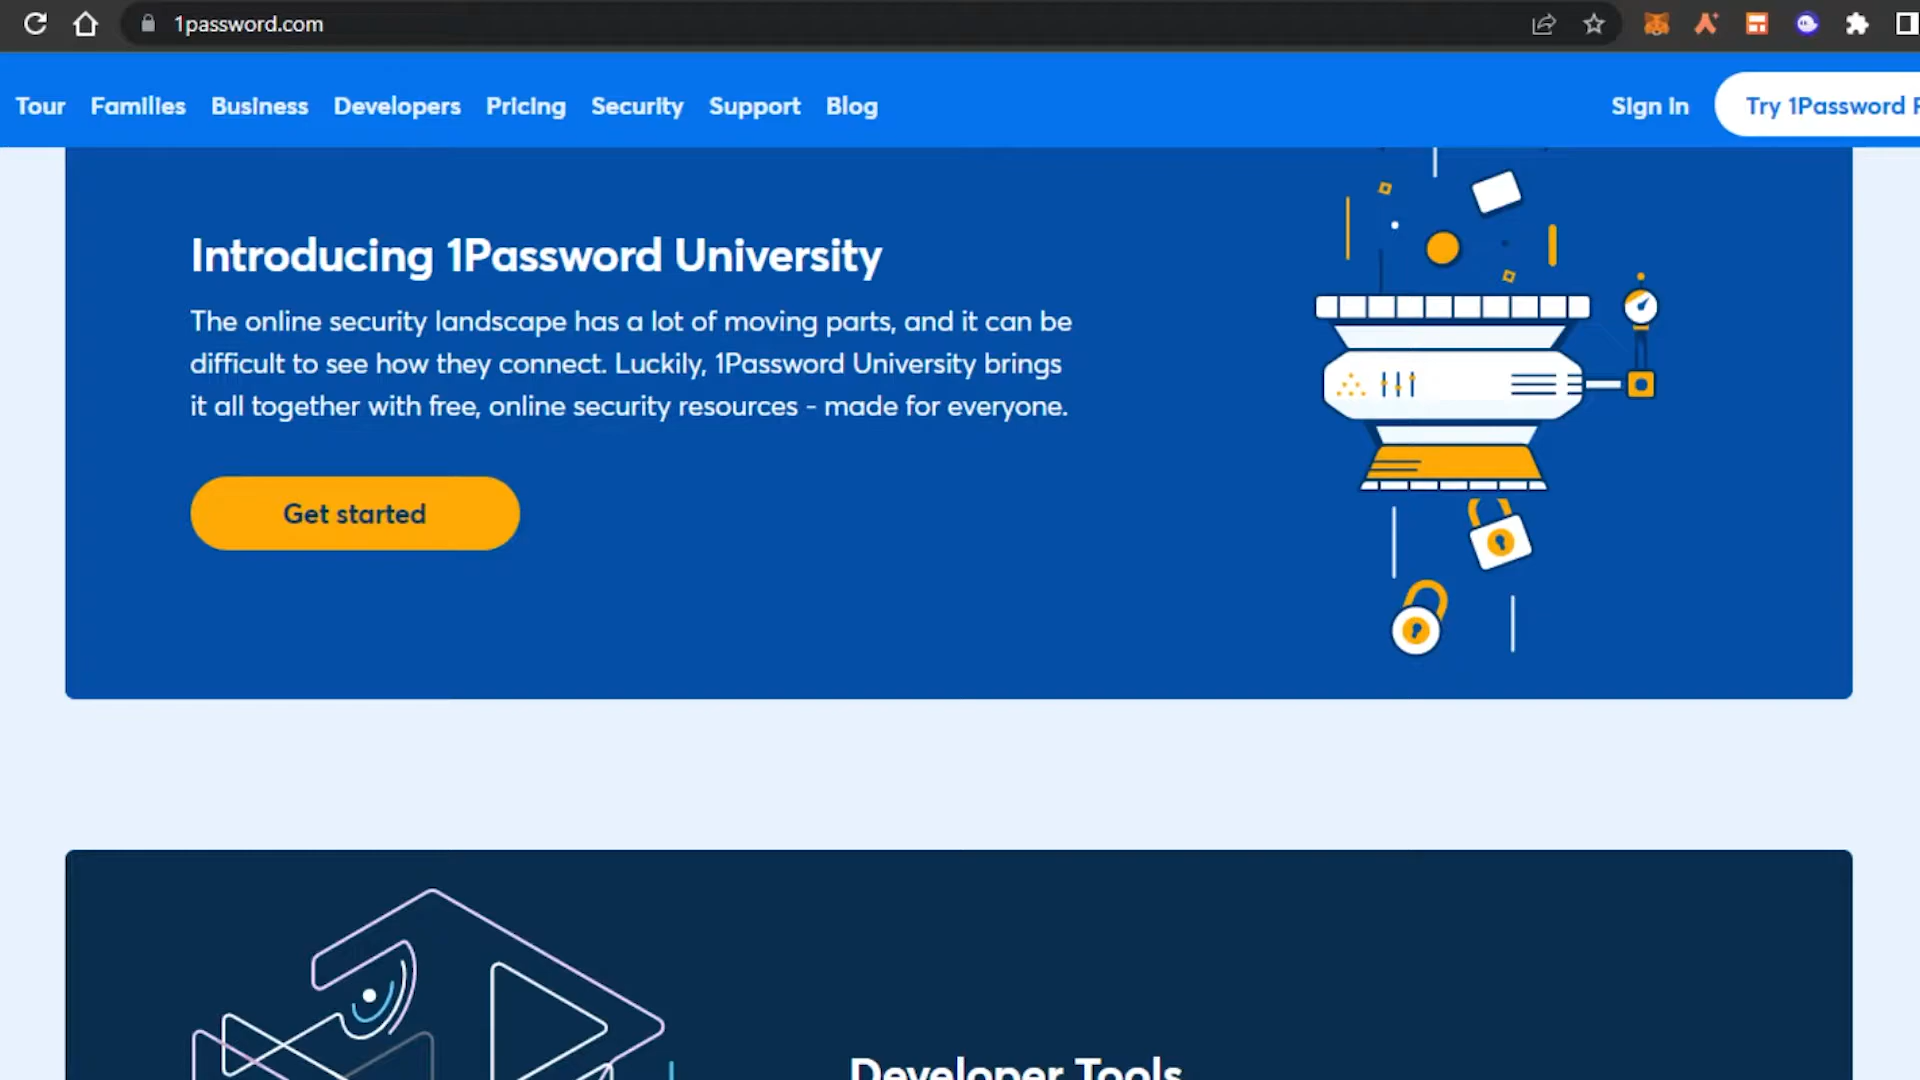 1password.com
Tour Families Business Developers Pricing Security Support Blog Sign in Try 1Password
Introducing 1Password University
The online security landscape has a lot of moving parts, and it can be
difficult to see how they connect. Luckily, 1Password University brings
it all together with free, online security resources - made for everyone.
Get started
Developer Tools